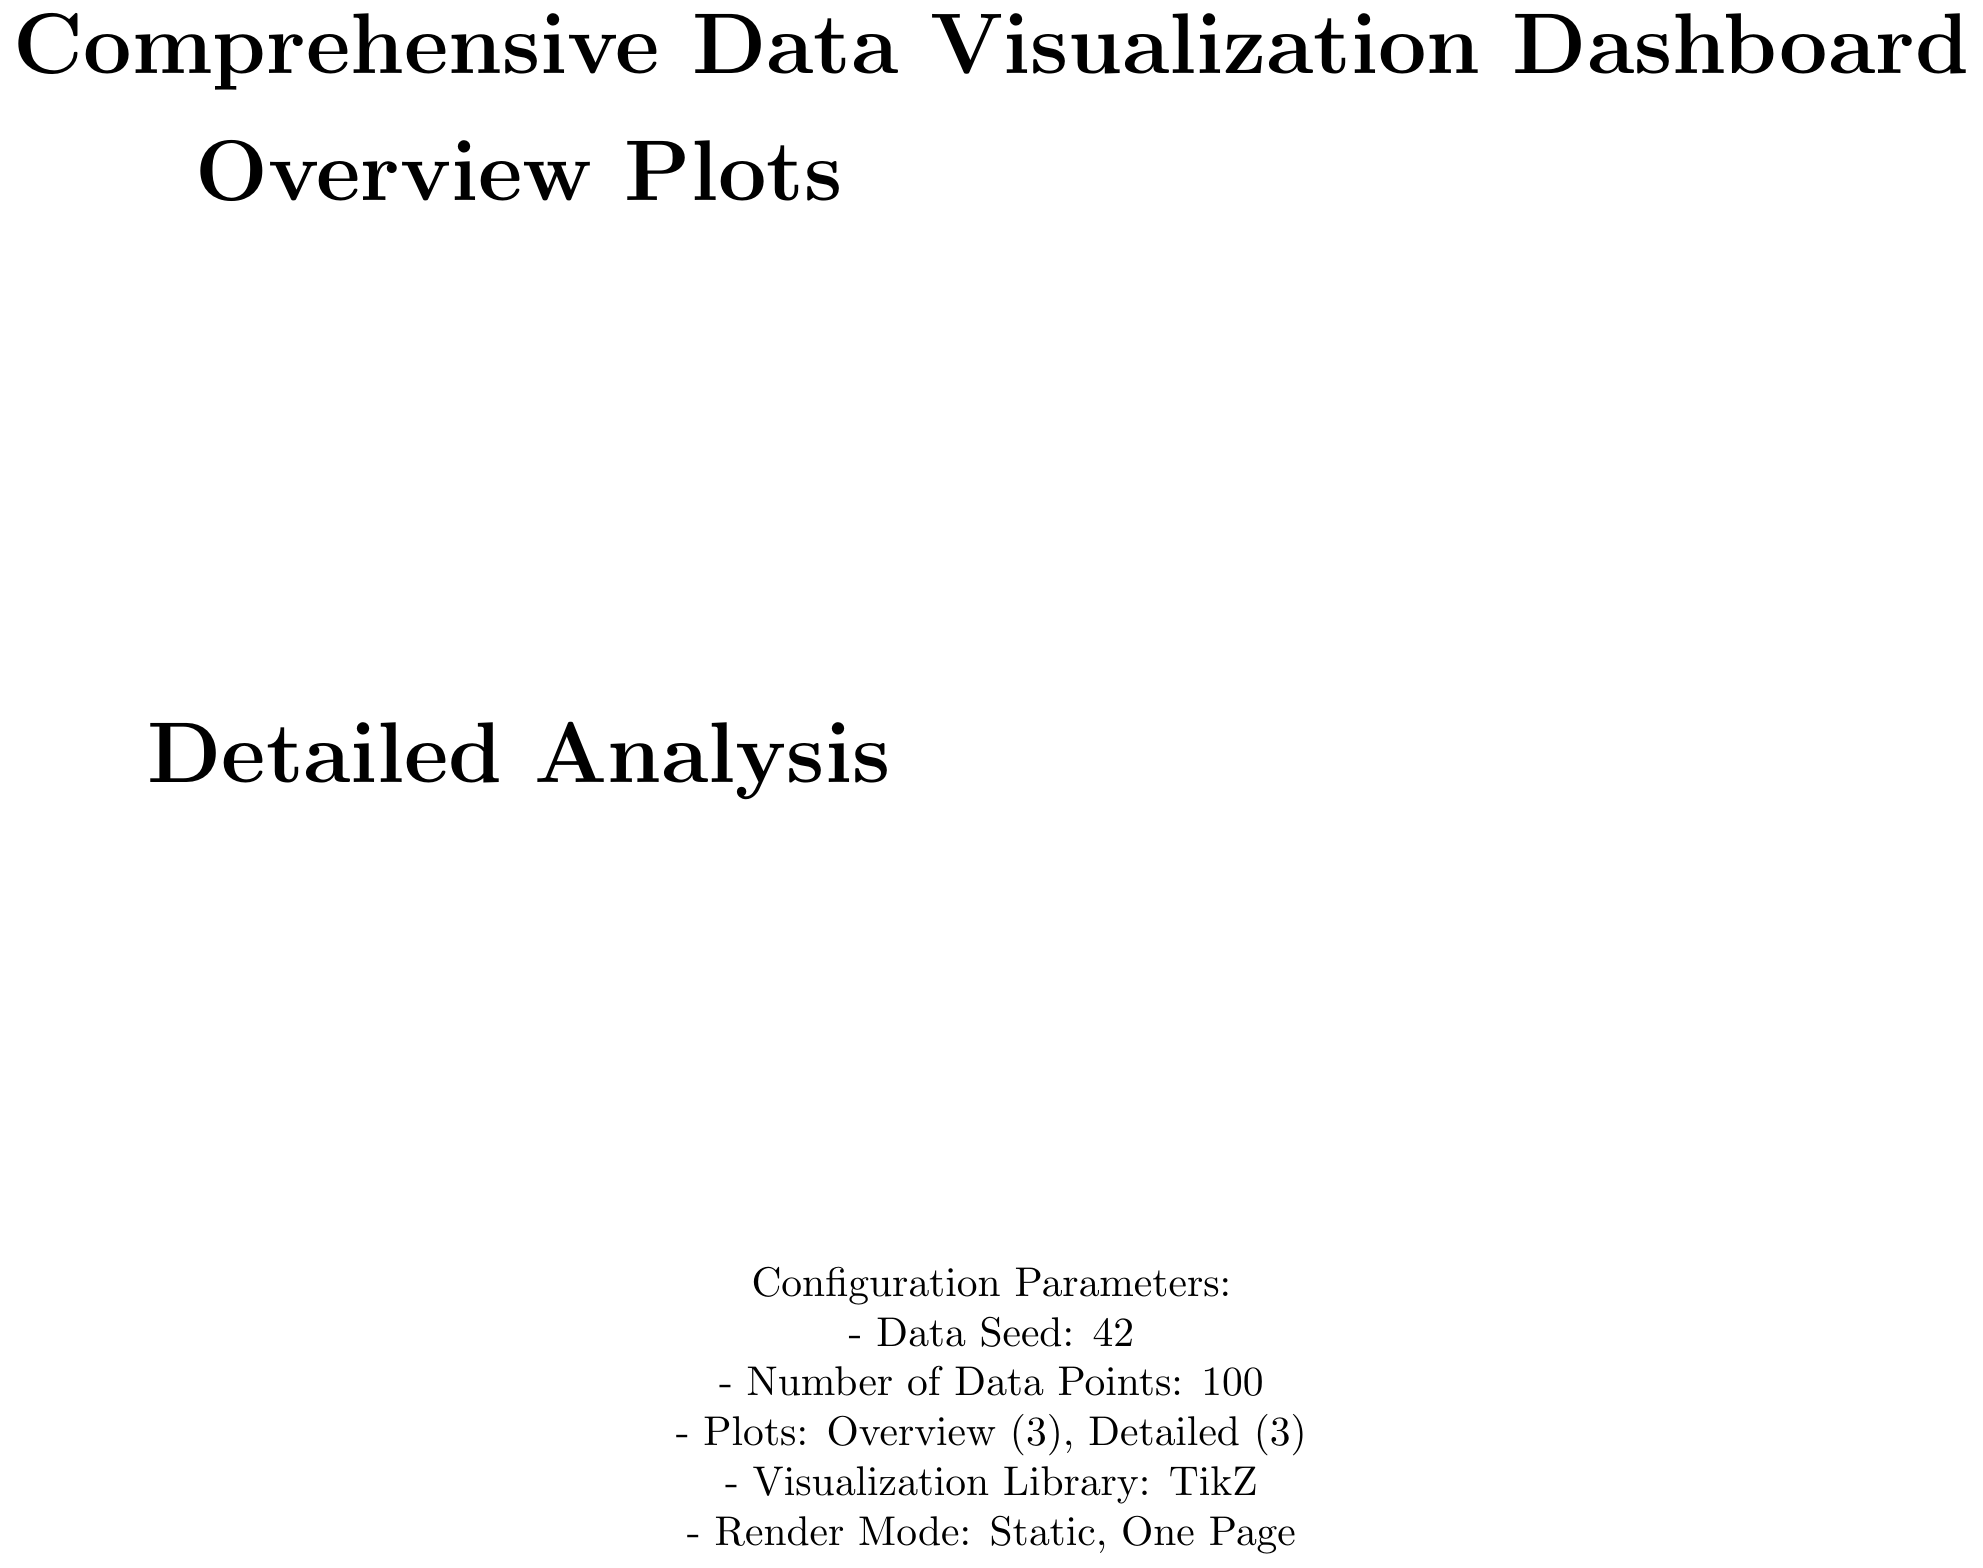 Comprehensive Data Visualization Dashboard
Overview Plots
Detailed Analysis
Configuration Parameters:
- Data Seed: 42
- Number of Data Points: 100
- Plots: Overview (3), Detailed (3)
- Visualization Library: TikZ
- Render Mode: Static, One Page